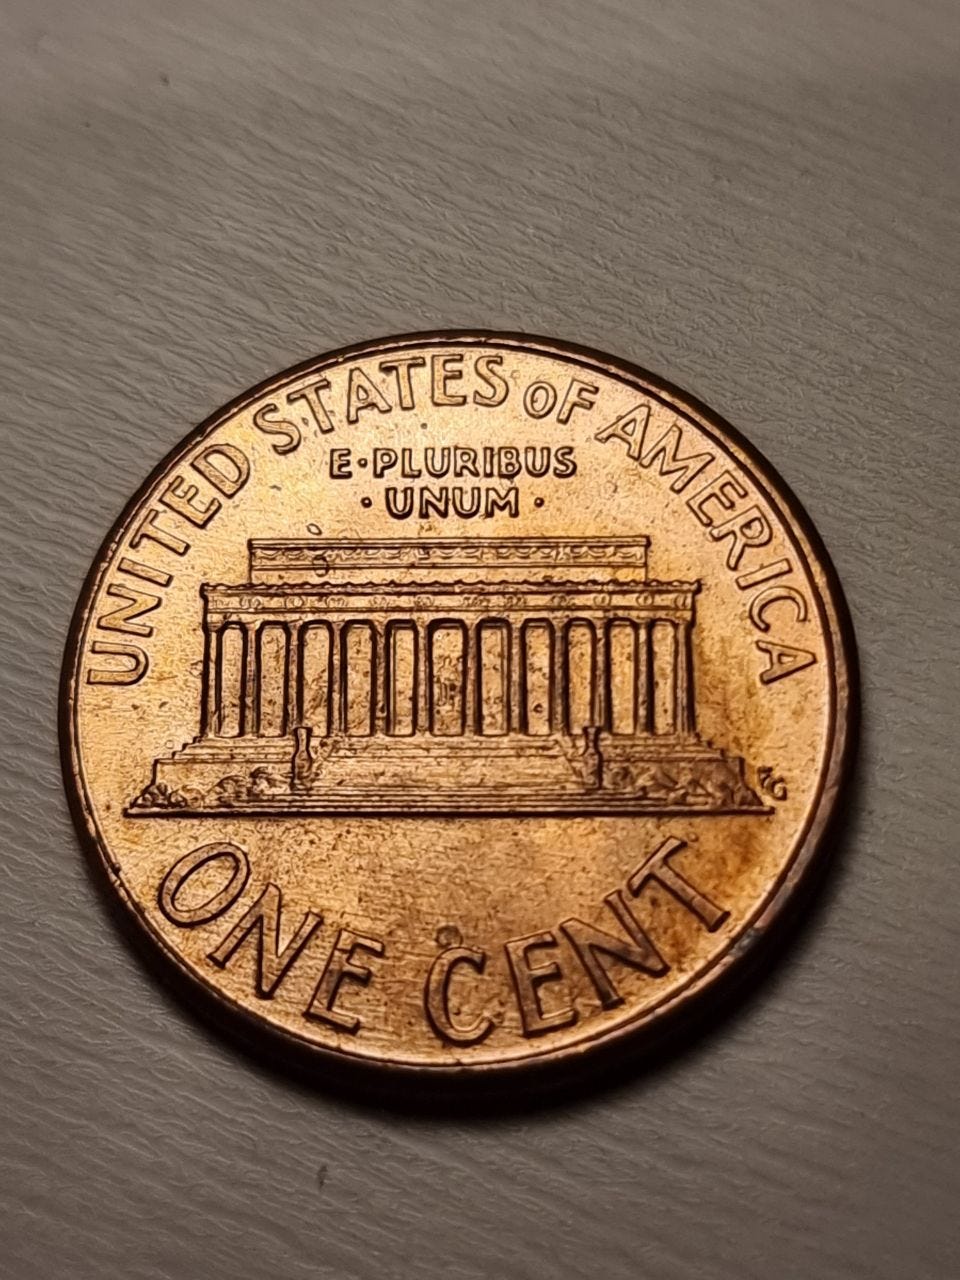 UNITED STATES OF AMERICA
E·PLURIBUS
·UNUM·
FG
ONE CENT